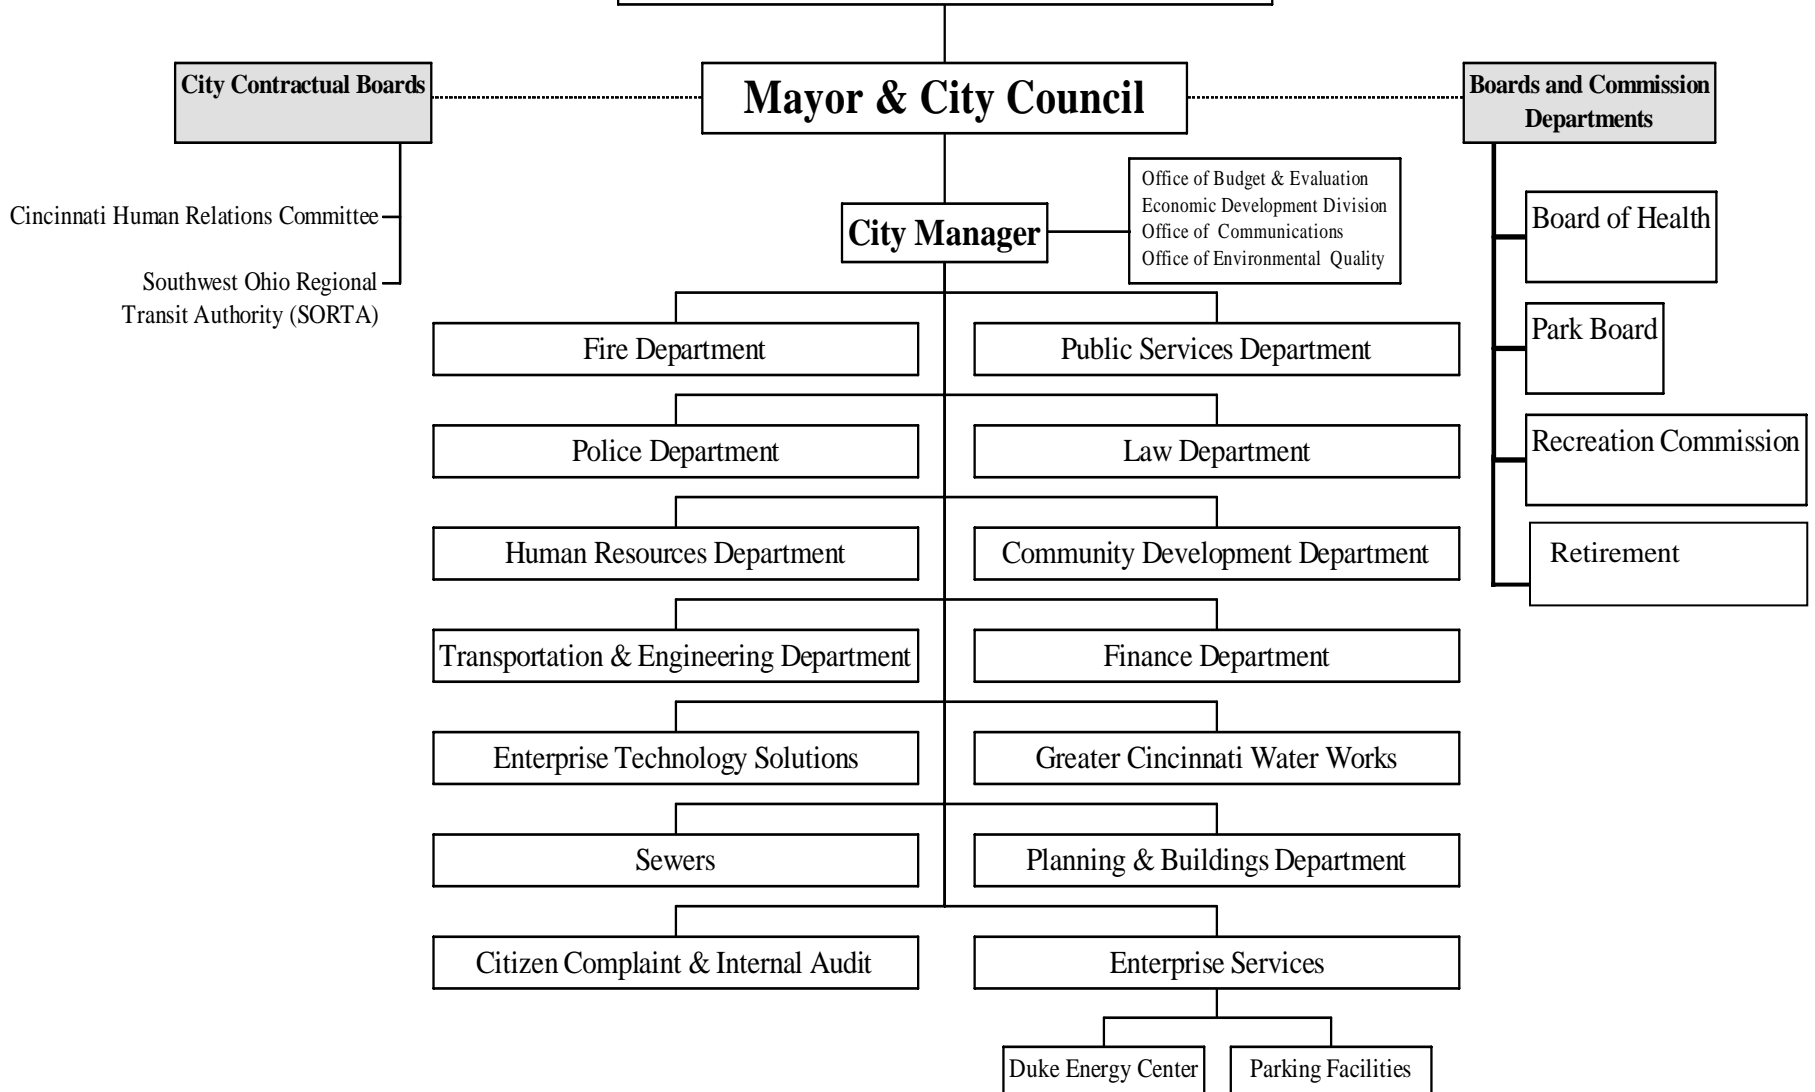 City Contractual Boards
Mayor & City Council
Boards and Commission
Departments
Cincinnati Human Relations Committee
Southwest Ohio Regional
Transit Authority (SORTA)
City Manager
Office of Budget & Evaluation
Economic Development Division
Office of Communications
Office of Environmental Quality
Board of Health
Park Board
Recreation Commission
Retirement
Fire Department
Public Services Department
Police Department
Law Department
Human Resources Department
Community Development Department
Transportation & Engineering Department
Finance Department
Enterprise Technology Solutions
Greater Cincinnati Water Works
Sewers
Planning & Buildings Department
Citizen Complaint & Internal Audit
Enterprise Services
Duke Energy Center
Parking Facilities